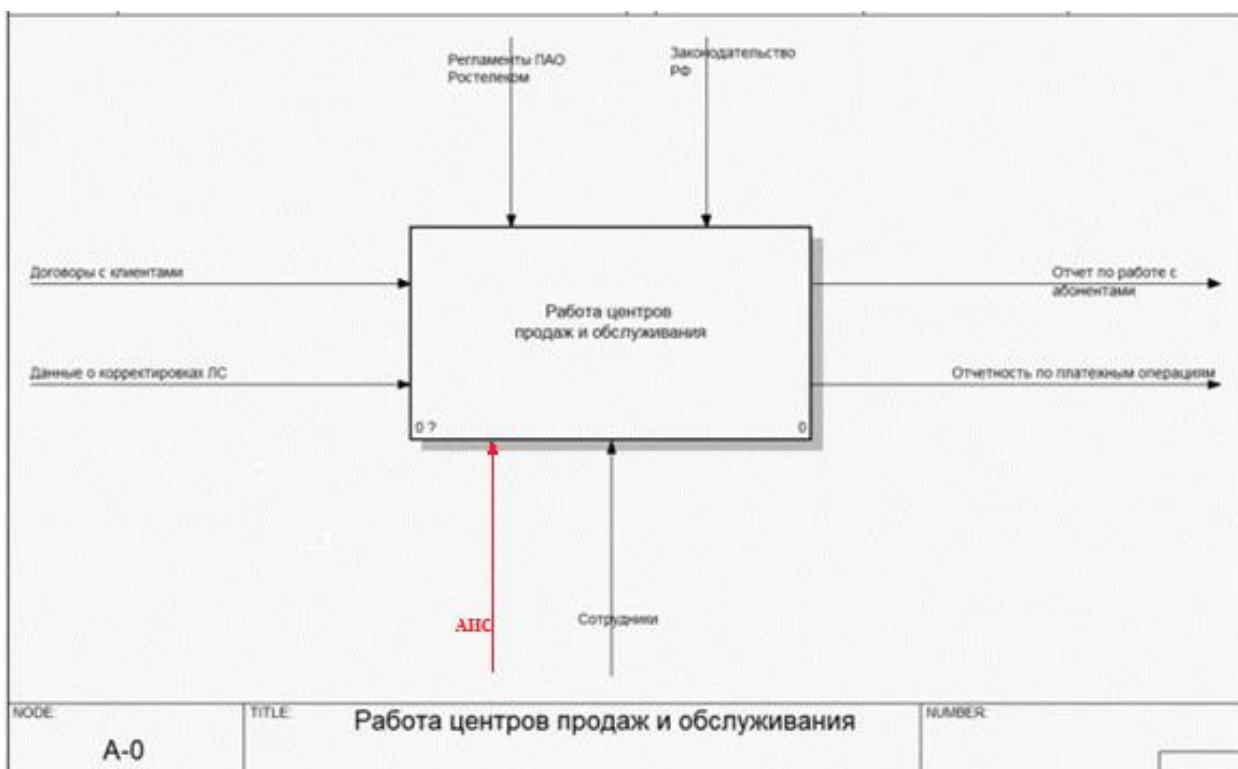 Регламенты ПАО
Ростелеком
Законодательство
РФ
Договоры с клиентами
Данные о корректировках ЛС
Работа центров
продаж и обслуживания
0 ?
0
Отчет по работе с
абонентами
Отчетность по платежным операциям
АИС
Сотрудники
NODE:
A-0
TITLE:
Работа центров продаж и обслуживания
NUMBER: